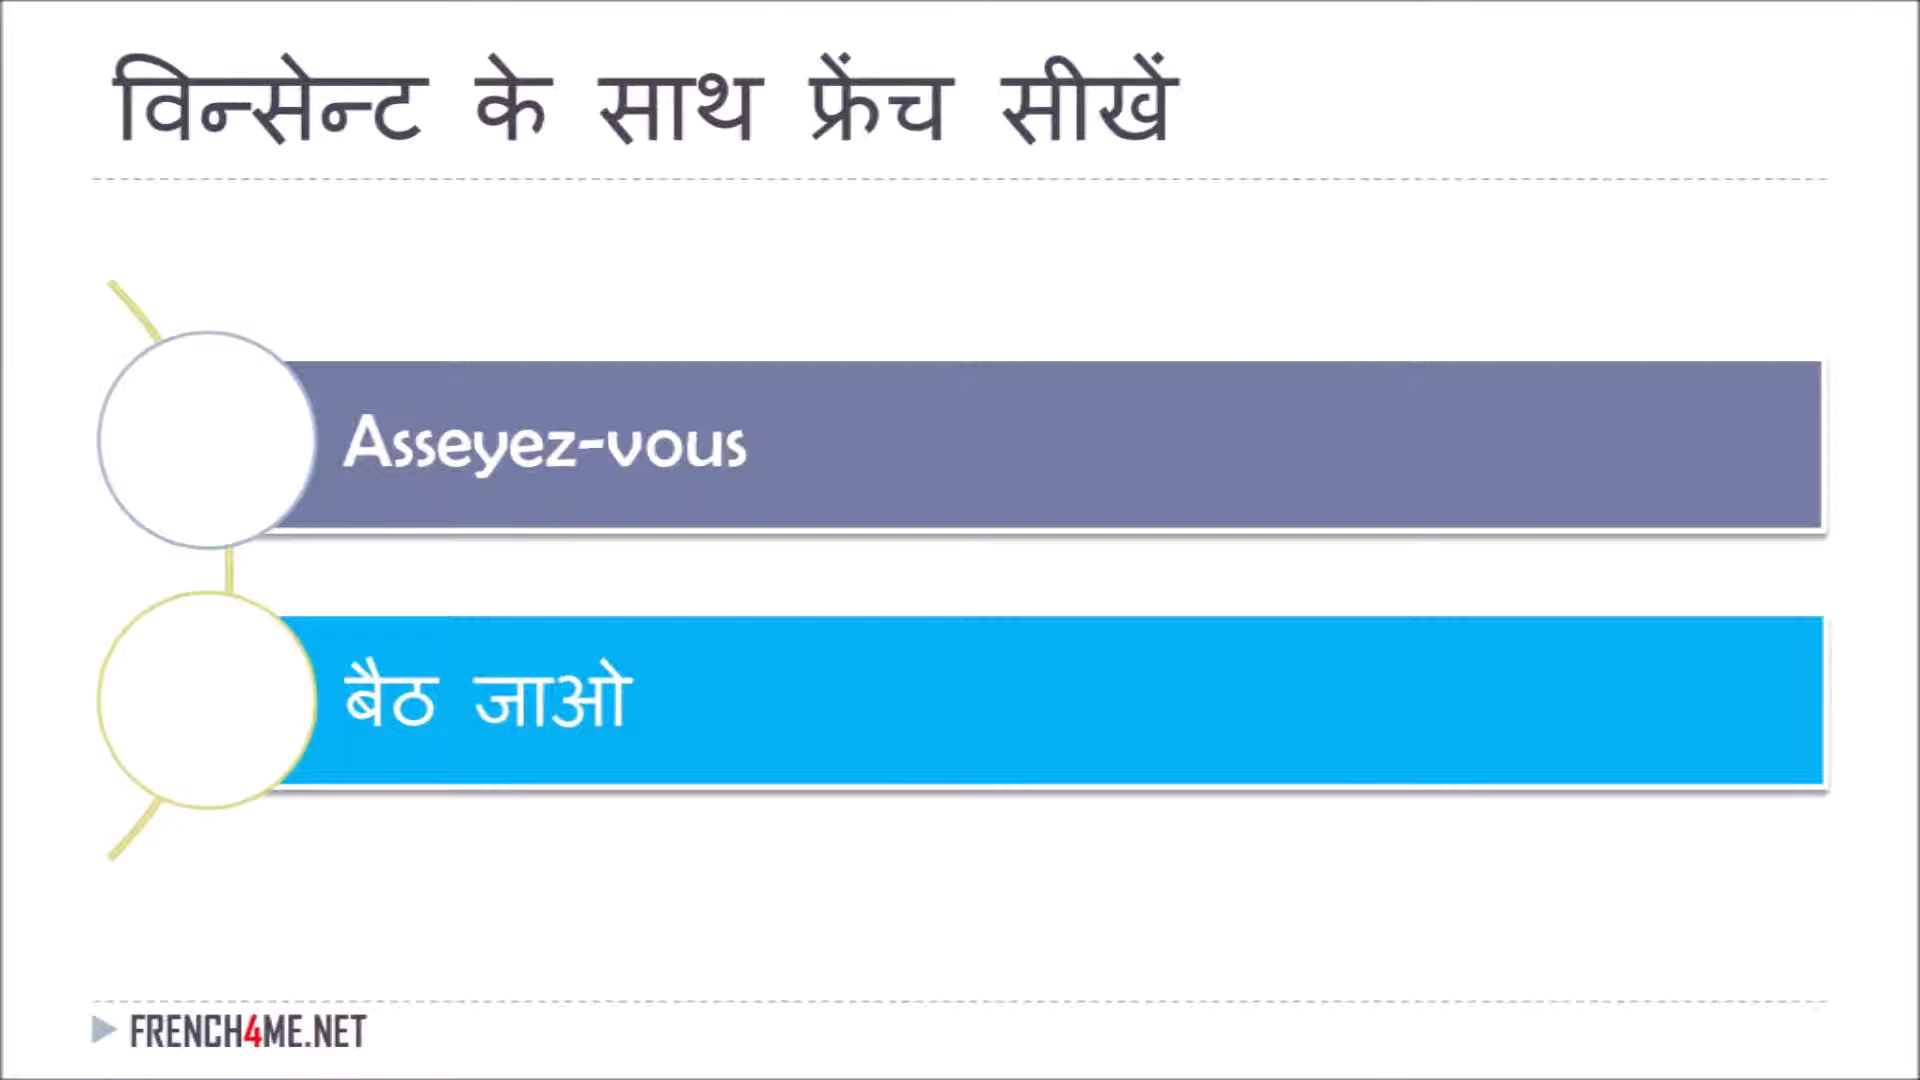 विन्सेन्ट के साथ फ्रेंच सीखें
Asseyez-vous
बैठ जाओ
FRENCH4ME.NET